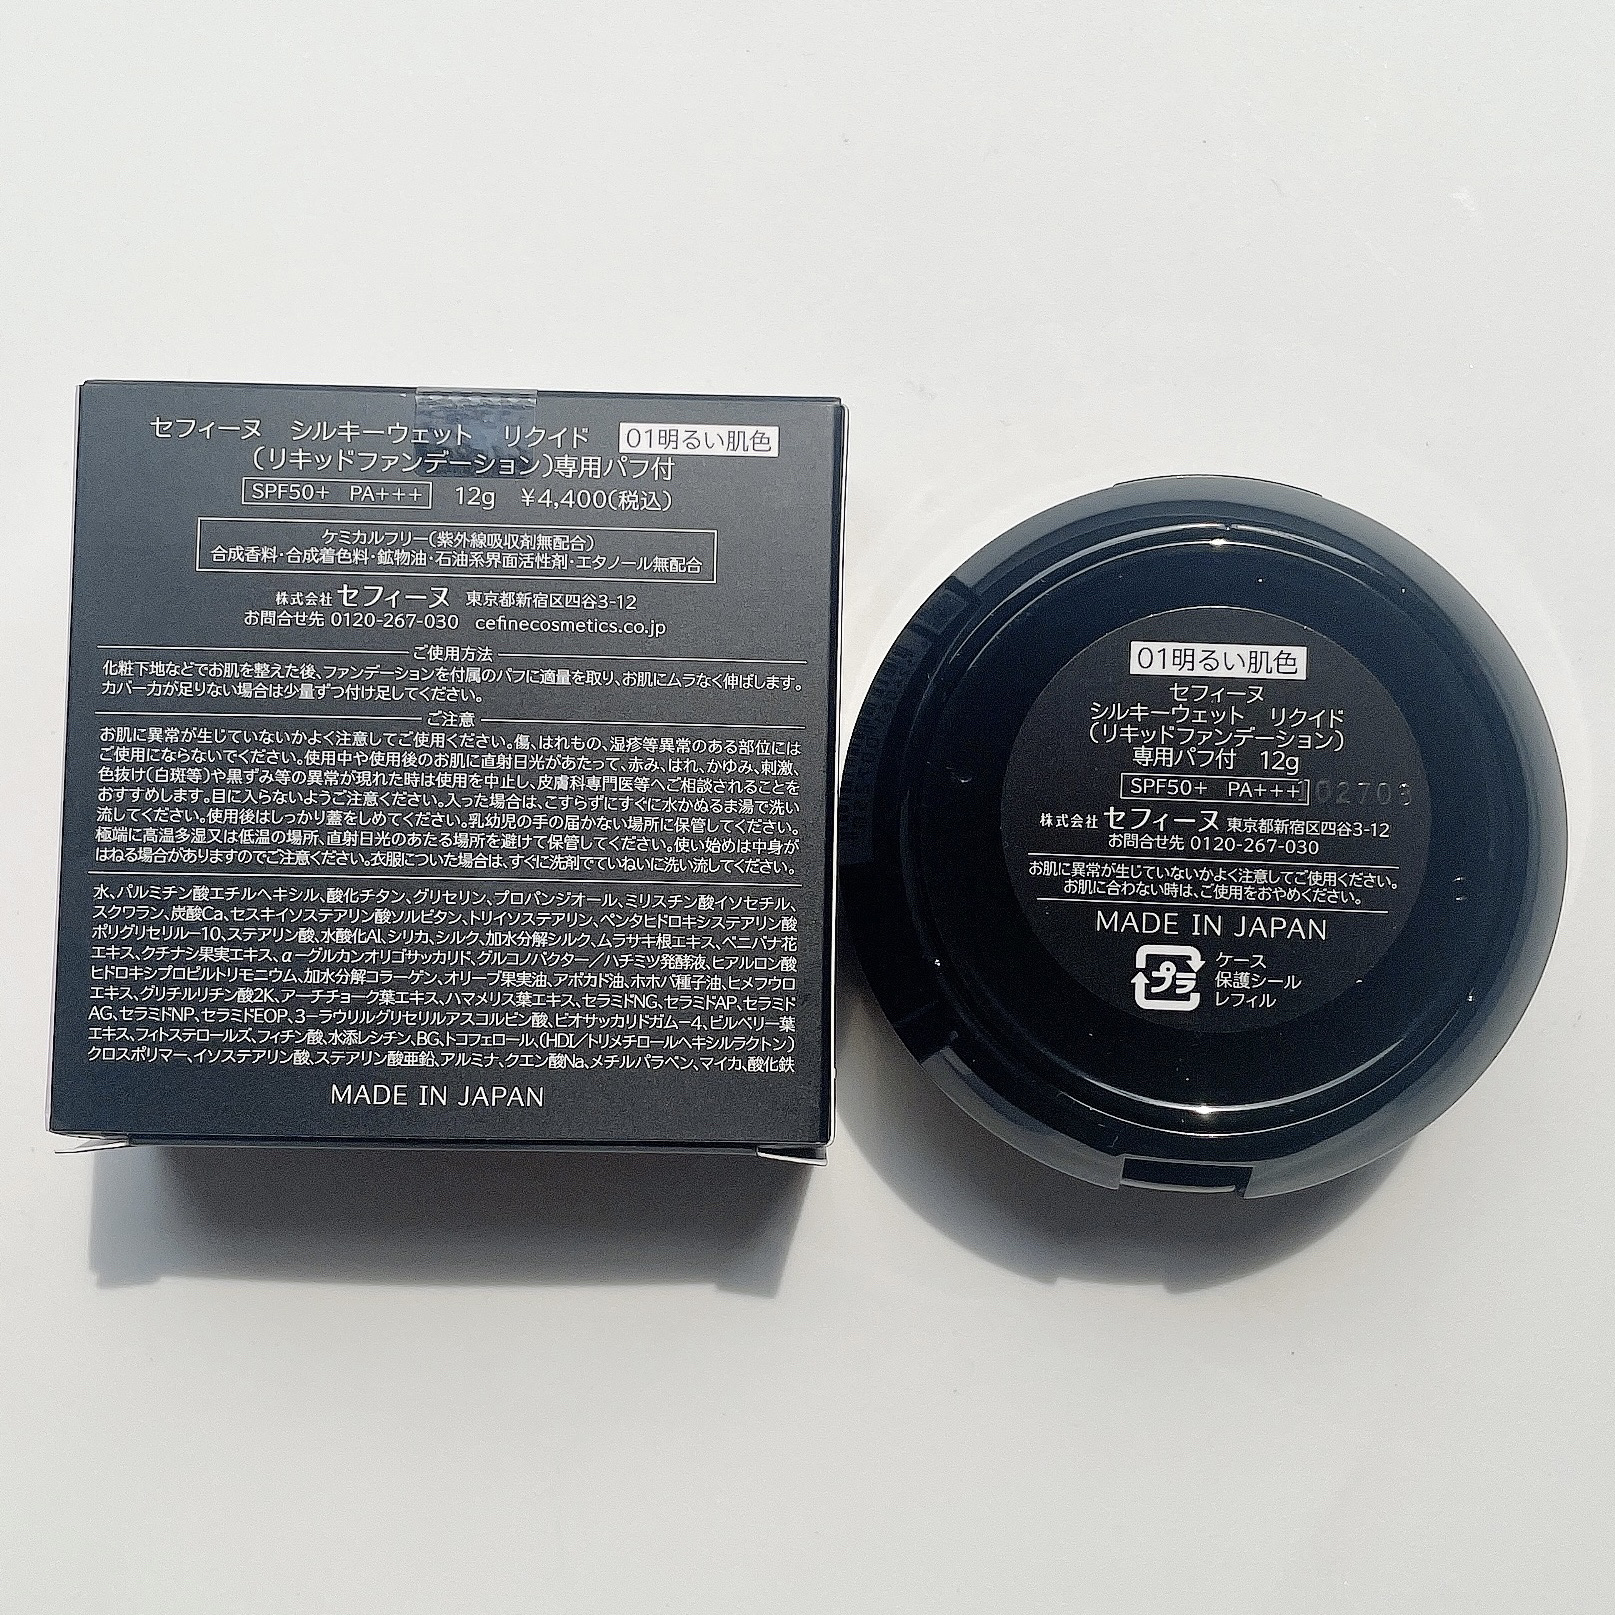 セフィーヌ シルキーウェット リクイド 01明るい肌色
(リキッドファンデーション)専用パフ付
SPF50+ PA+++ 12g ¥4,400(税込)
ケミカルフリー(紫外線吸収剤無配合)
合成香料・合成着色料・鉱物油・石油系界面活性剤・エタノール無配合
株式会社 セフィーヌ 東京都新宿区四谷3-12
お問合せ先 0120-267-030 cefinecosmetics.co.jp
ご使用方法
化粧下地などでお肌を整えた後、ファンデーションを付属のパフに適量を取り、お肌にムラなく伸ばします。
カバー力が足りない場合は少量ずつ付け足してください。
ご注意
お肌に異常が生じていないかよく注意してご使用ください。傷、はれもの、湿疹等異常のある部位には
ご使用にならないでください。使用中や使用後のお肌に直射日光があたって、赤み、はれ、かゆみ、刺激、
色抜け(白斑等)や黒ずみ等の異常が現れた時は使用を中止し、皮膚科専門医等へご相談されることを
おすすめします。目に入らないようご注意ください。入った場合は、こすらずにすぐに水かぬるま湯で洗い
流してください。使用後はしっかり蓋をしめてください。乳幼児の手の届かない場所に保管してください。
極端に高温多湿又は低温の場所、直射日光のあたる場所を避けて保管してください。使い始めは中身が
はねる場合がありますのでご注意ください。衣服についた場合は、すぐに洗剤でていねいに洗い流してください。
水、パルミチン酸エチルヘキシル、酸化チタン、グリセリン、プロパンジオール、ミリスチン酸イソセチル、
スクワラン、炭酸Ca、セスキイソステアリン酸ソルビタン、トリイソステアリン、ペンタヒドロキシステアリン酸
ポリグリセリル-10、ステアリン酸、水酸化Al、シリカ、シルク、加水分解シルク、ムラサキ根エキス、ベニバナ花
エキス、クチナシ果実エキス、α-グルカンオリゴサッカリド、グルコノバクター/ハチミツ発酵液、ヒアルロン酸
ヒドロキシプロピルトリモニウム、加水分解コラーゲン、オリーブ果実油、アボカド油、ホホバ種子油、ヒメフウロ
エキス、グリチルリチン酸2K、アーチチョーク葉エキス、ハマメリス葉エキス、セラミドNG、セラミドAP、セラミド
AG、セラミドNP、セラミドEOP、3-ラウリルグリセリルアスコルビン酸、ビオサッカリドガム-4、ビルベリー葉
エキス、フィトステロールズ、フィチン酸、水添レシチン、BG、トコフェロール、(HDI/トリメチロールヘキシルラクトン)
クロスポリマー、イソステアリン酸、ステアリン酸亜鉛、アルミナ、クエン酸Na、メチルパラベン、マイカ、酸化鉄
MADE IN JAPAN
01明るい肌色
セフィーヌ
シルキーウェット リクイド
(リキッドファンデーション)
専用パフ付 12g
SPF50+ PA+++
株式会社 セフィーヌ 東京都新宿区四谷3-12
お問合せ先 0120-267-030
お肌に異常が生じていないかよく注意してご使用ください。
お肌に合わない時は、ご使用をおやめください。
MADE IN JAPAN
プラ
ケース
保護シール
レフィル